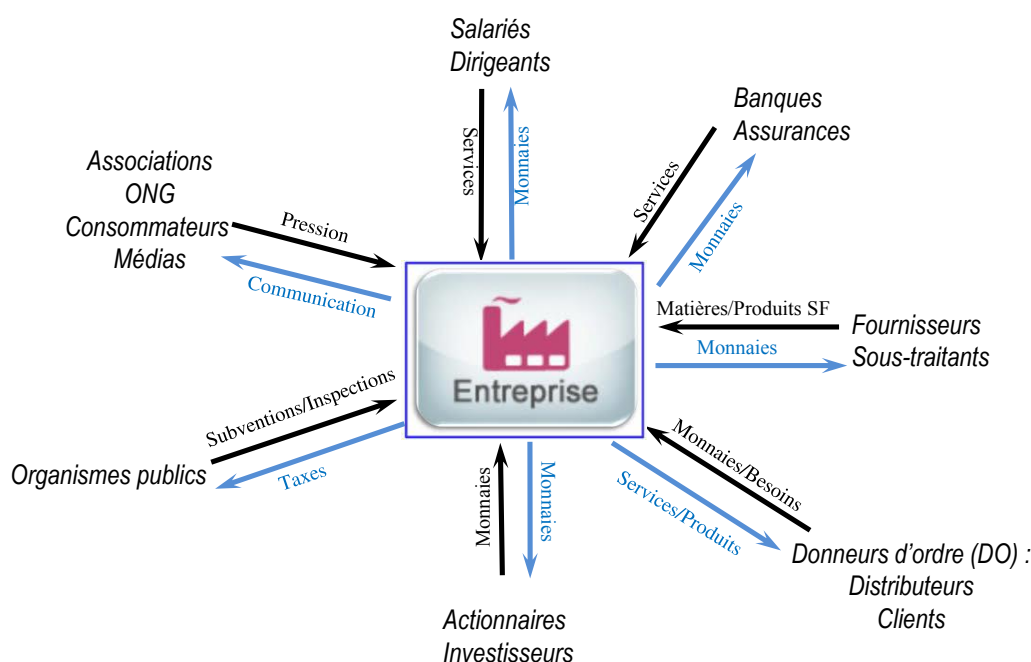 Salariés
Dirigeants
Services
Monnaies
Banques
Assurances
Services
Monnaies
Associations
ONG
Consommateurs
Médias
Pression
Communication
Matières/Produits SF
Monnaies
Fournisseurs
Sous-traitants
Entreprise
Subventions/Inspections
Taxes
Organismes publics
Monnaies
Monnaies
Actionnaires
Investisseurs
Monnaies/Besoins
Services/Produits
Donneurs d'ordre (DO) :
Distributeurs
Clients